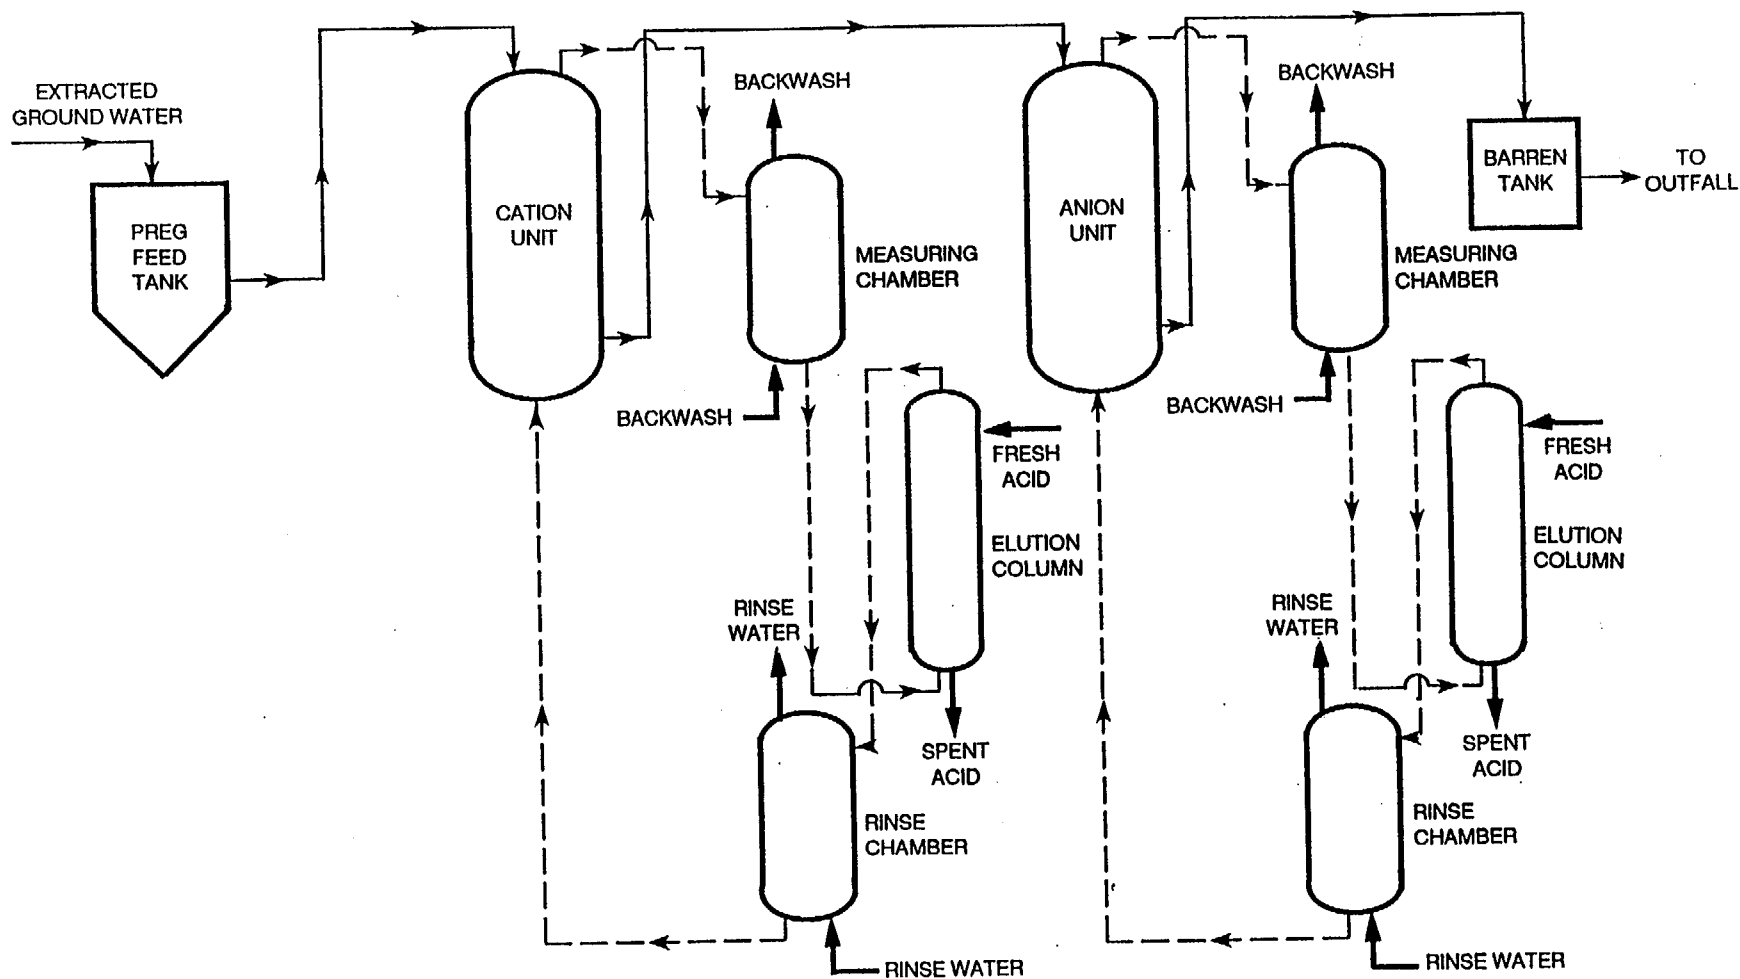 EXTRACTED
GROUND WATER
PREG
FEED
TANK
CATION
UNIT
BACKWASH
MEASURING
CHAMBER
BACKWASH
FRESH
ACID
ELUTION
COLUMN
RINSE
WATER
SPENT
ACID
RINSE
CHAMBER
RINSE WATER
ANION
UNIT
BACKWASH
MEASURING
CHAMBER
BACKWASH
FRESH
ACID
ELUTION
COLUMN
RINSE
WATER
SPENT
ACID
RINSE
CHAMBER
RINSE WATER
BARREN
TANK
TO
OUTFALL